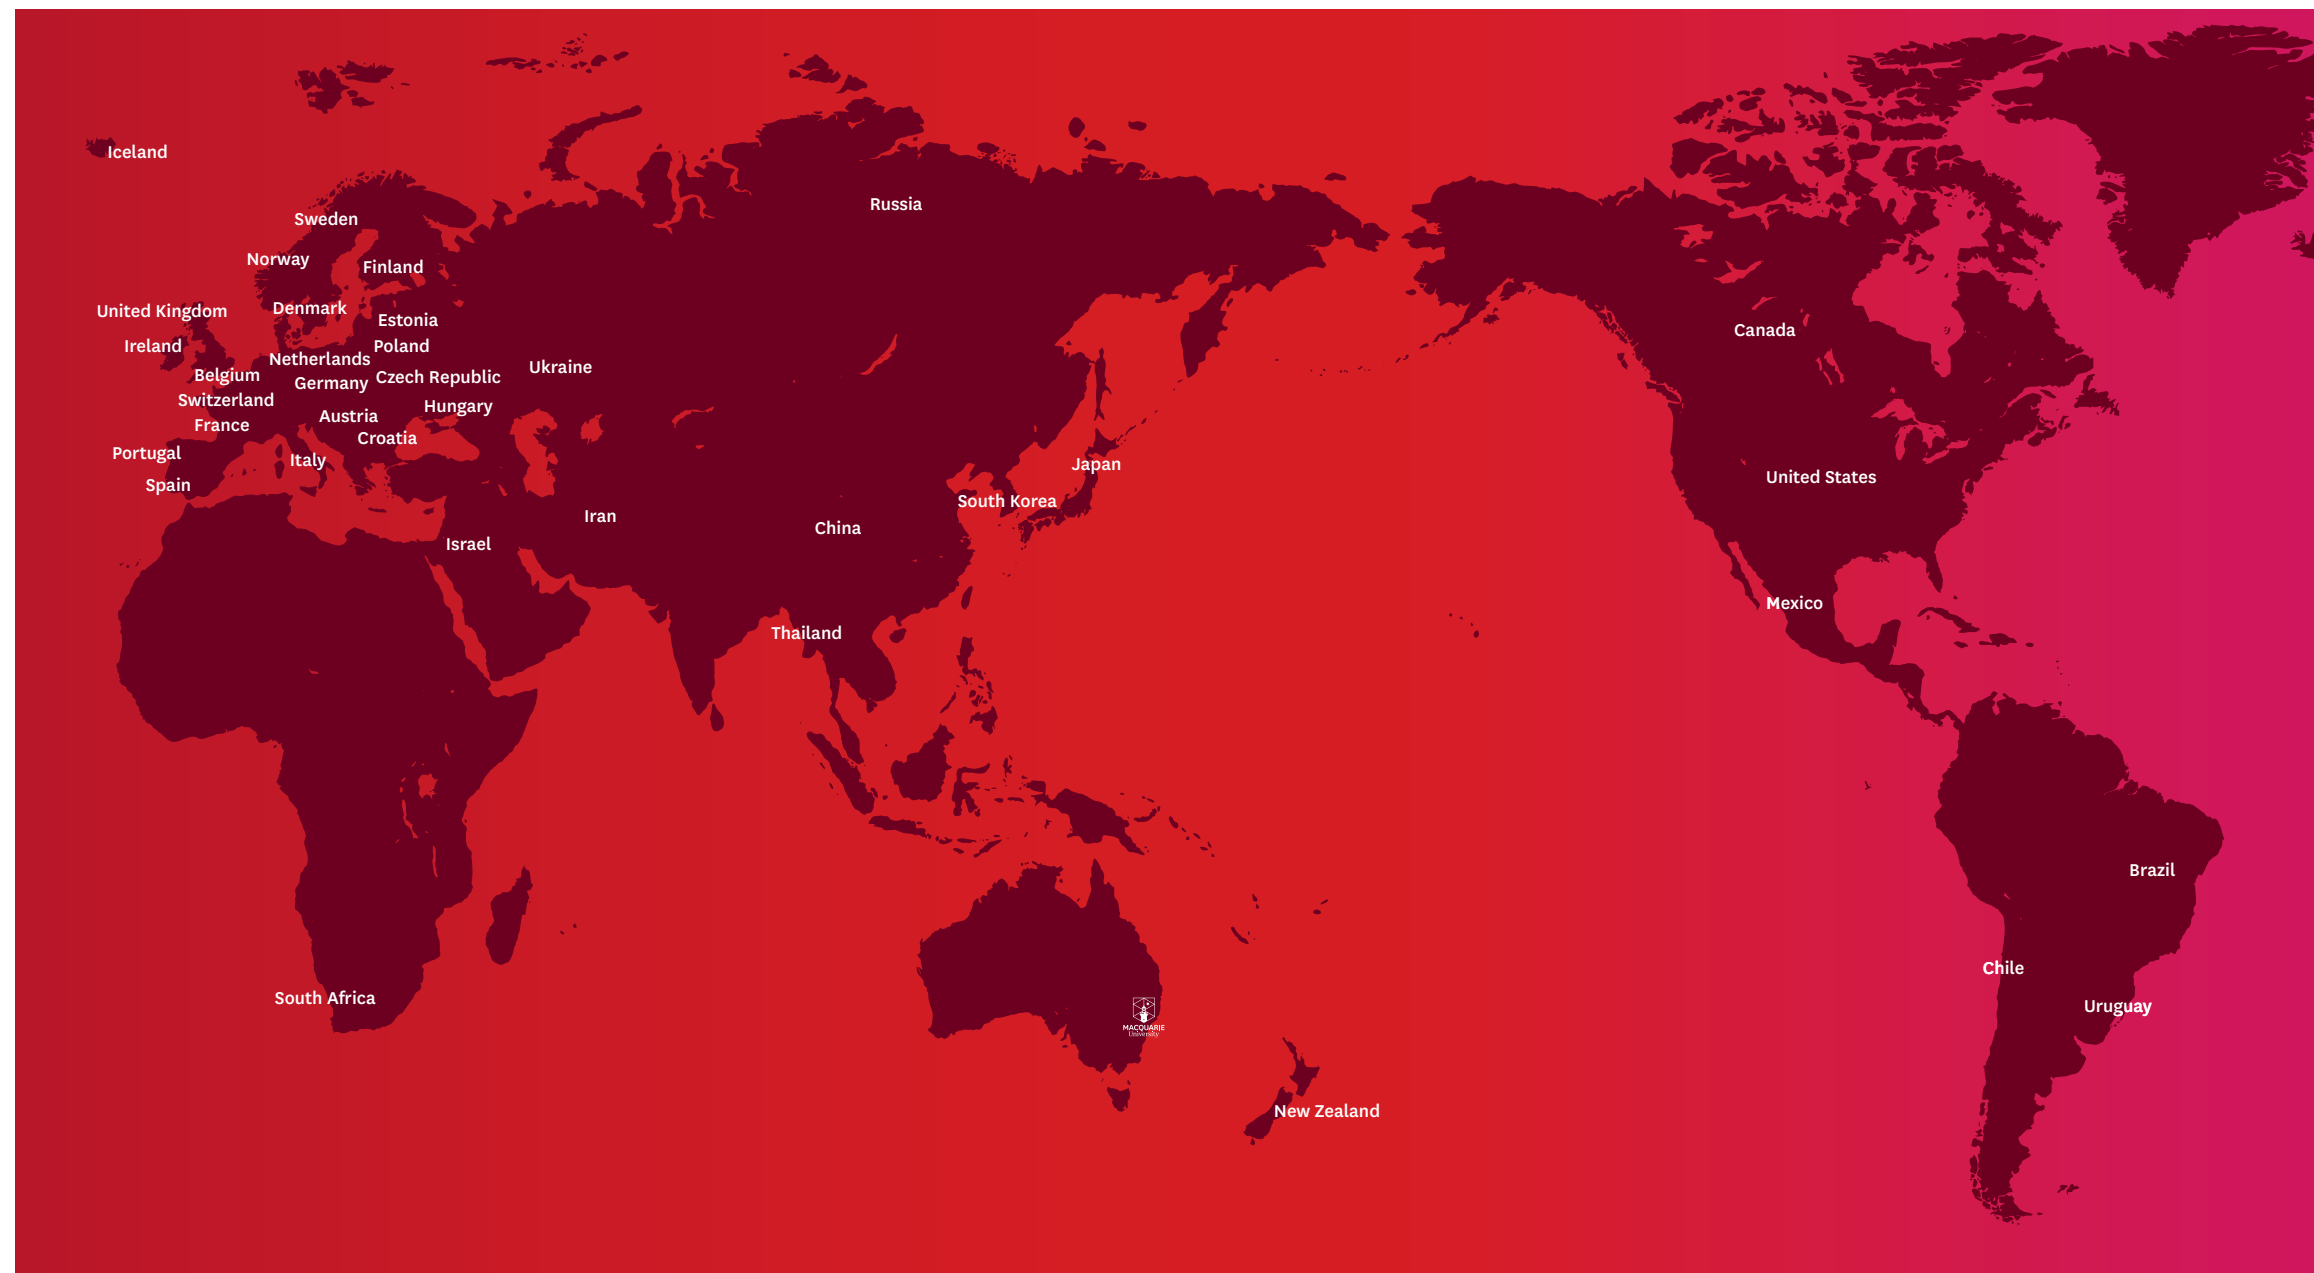 Iceland
Russia
Sweden
Norway
Finland
United Kingdom
Denmark
Estonia
Canada
Ireland
Poland
Netherlands
Ukraine
Belgium
Czech Republic
Germany
Switzerland
Hungary
Austria
France
Croatia
Portugal
Italy
Japan
United States
Spain
South Korea
Iran
China
Israel
Mexico
Thailand
Brazil
Chile
South Africa
Uruguay
MACQUARIE
University
New Zealand